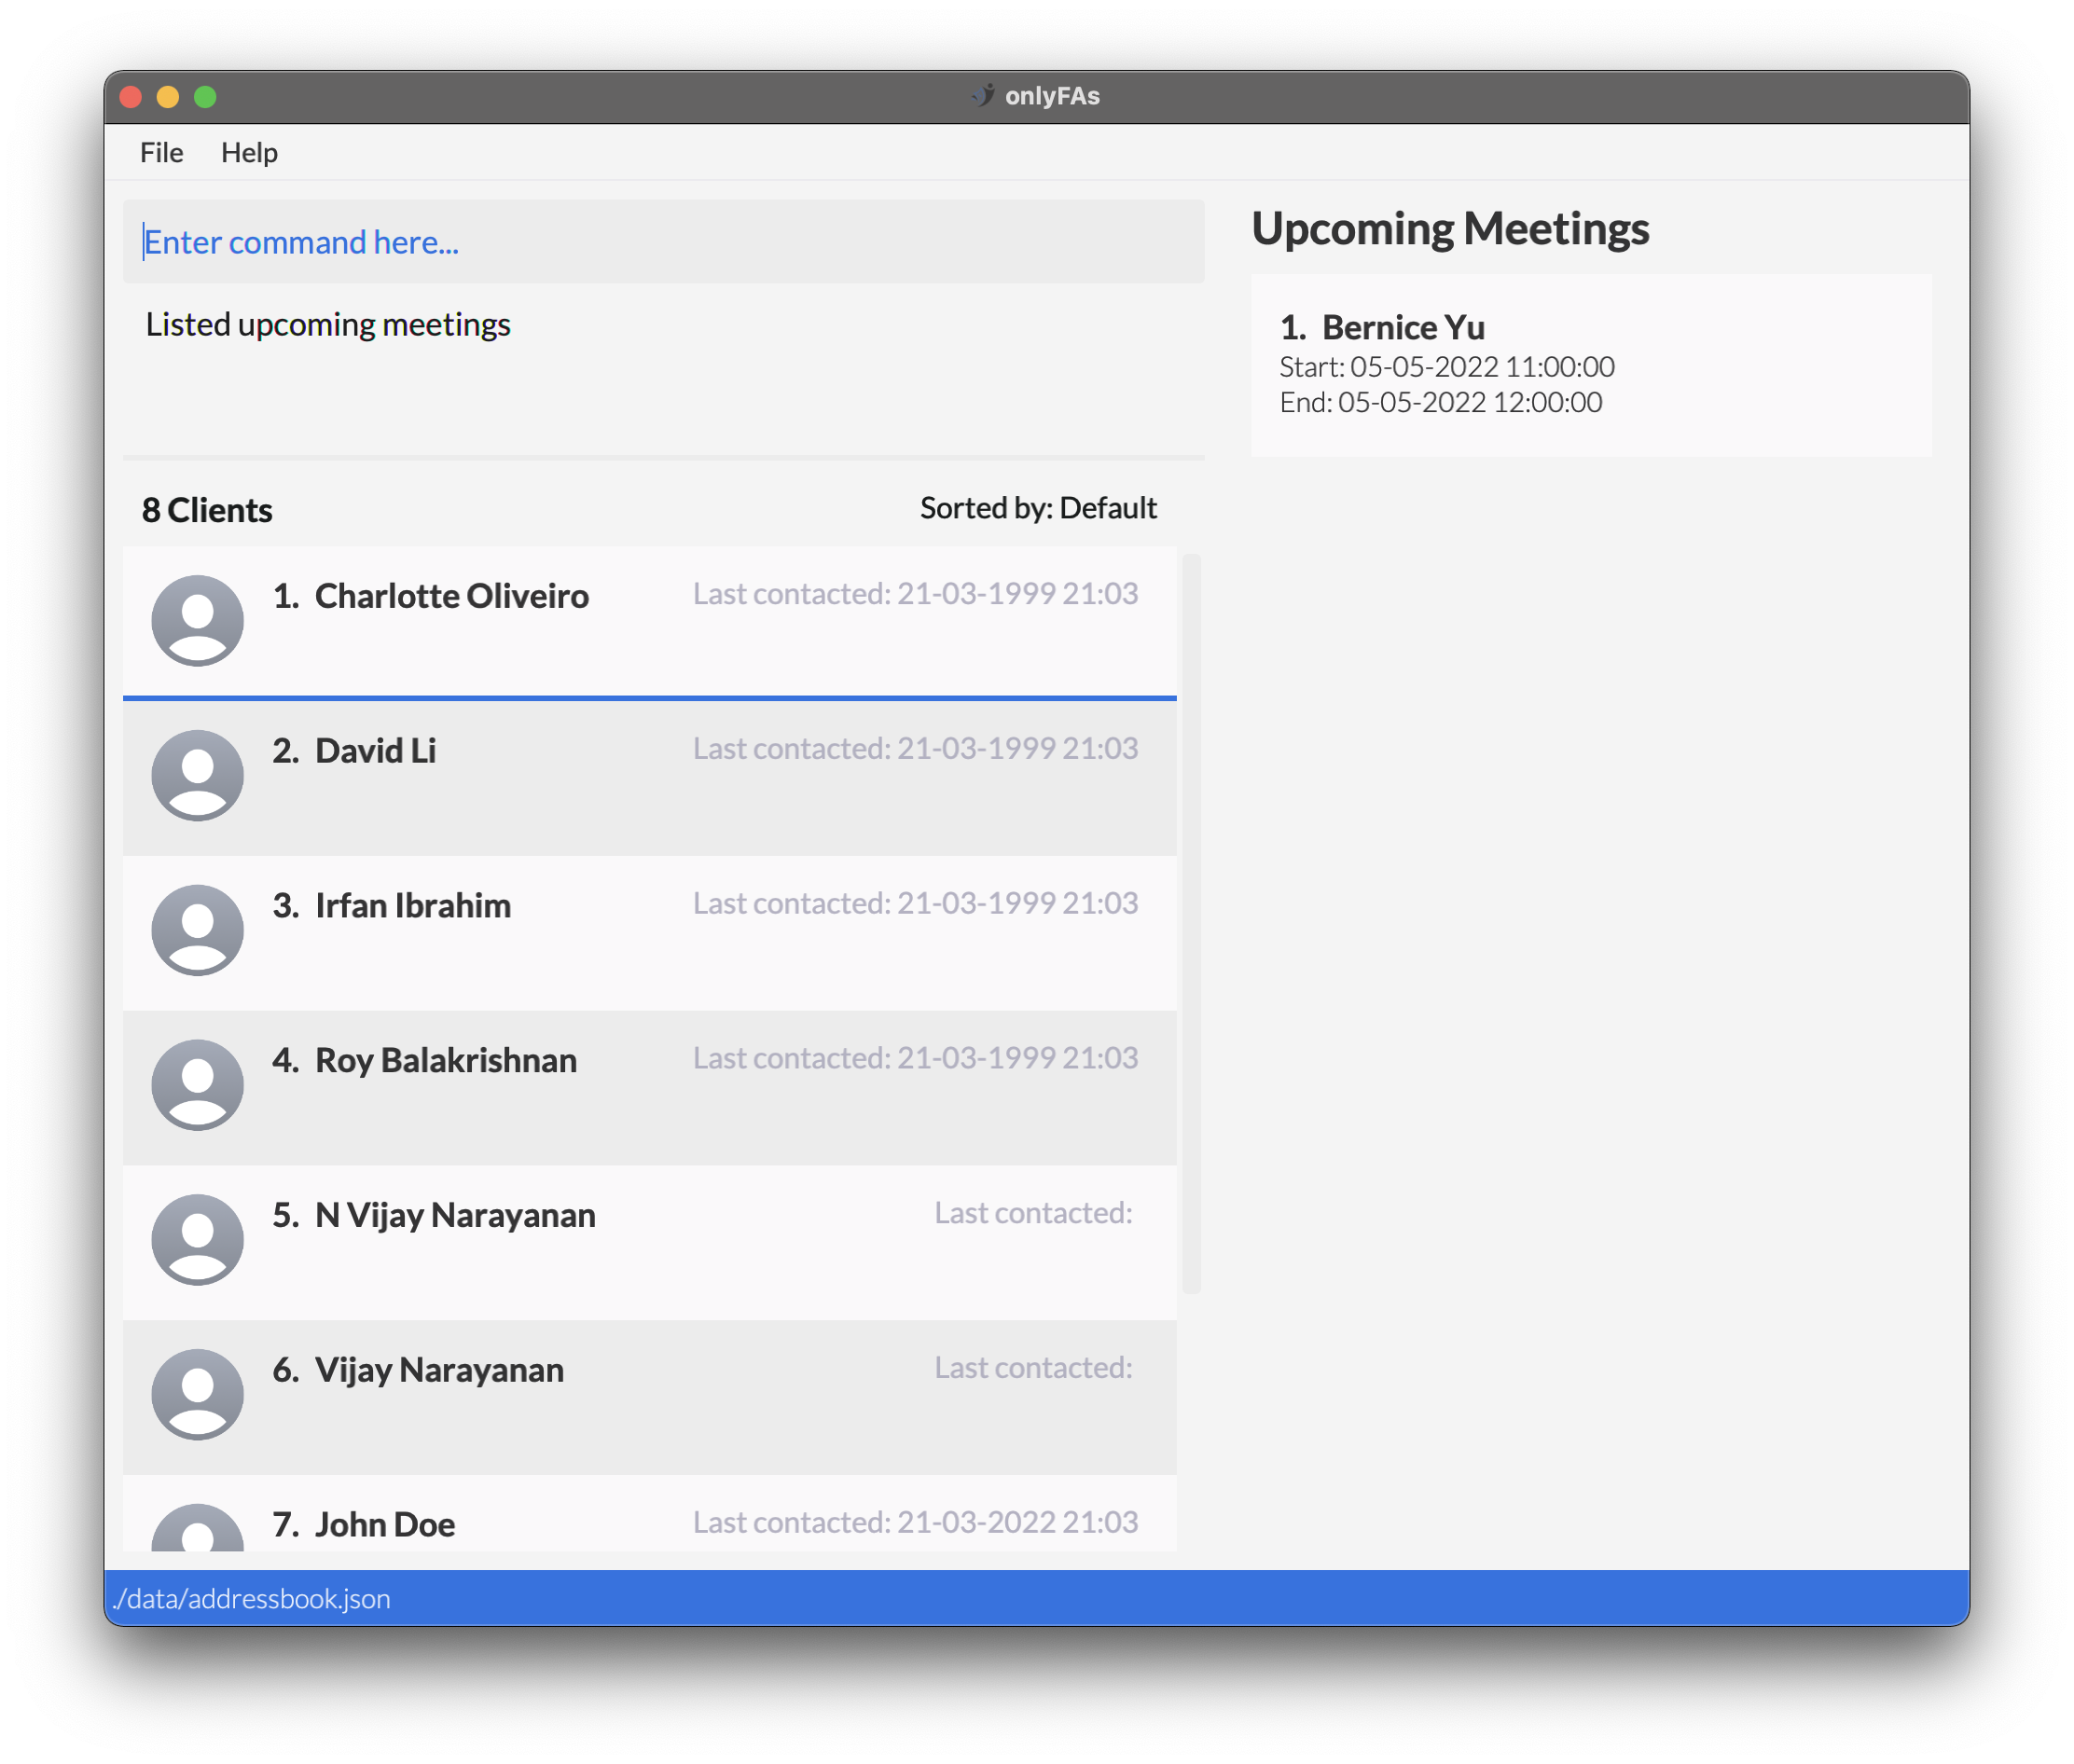 onlyFAs
File Help
Enter command here...
Listed upcoming meetings
8 Clients Sorted by: Default
1. Charlotte Oliveiro Last contacted: 21-03-1999 21:03
2. David Li Last contacted: 21-03-1999 21:03
3. Irfan Ibrahim Last contacted: 21-03-1999 21:03
4. Roy Balakrishnan Last contacted: 21-03-1999 21:03
5. N Vijay Narayanan Last contacted:
6. Vijay Narayanan Last contacted:
7. John Doe Last contacted: 21-03-2022 21:03
Upcoming Meetings
1. Bernice Yu
Start: 05-05-2022 11:00:00
End: 05-05-2022 12:00:00
./data/addressbook.json